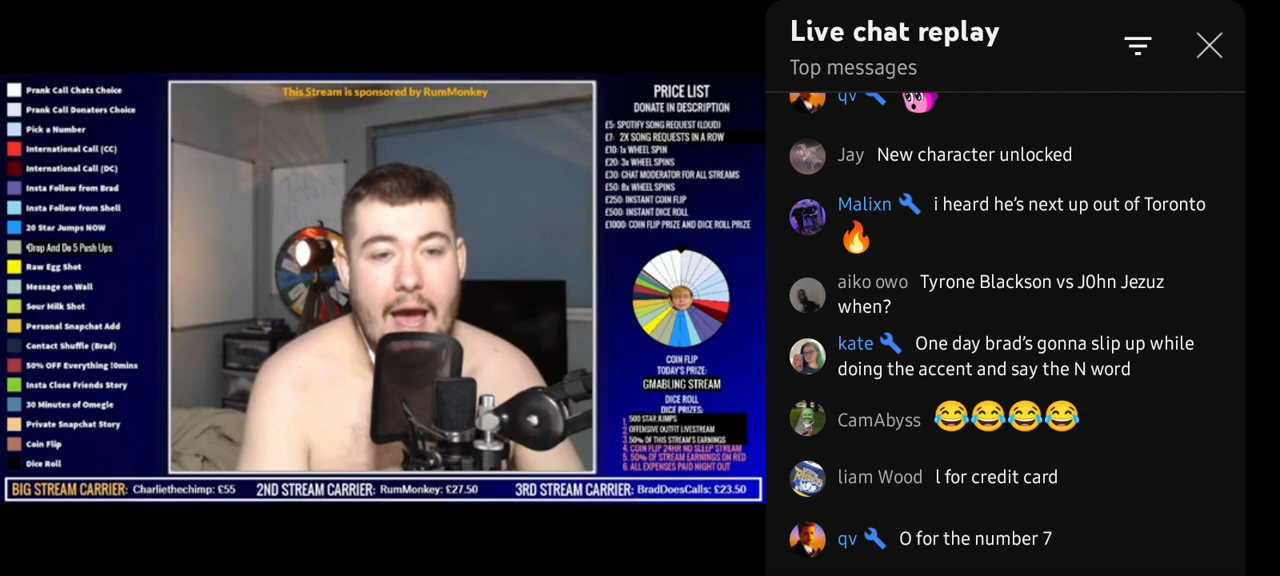 Prank Call Chats Choice
Prank Call Donators Choice
Pick a Number
International Call (CC)
International Call (DC)
Insta Follow from Brad
Insta Follow from Shell
20 Star Jumps NOW
Drop And Do 5 Push Ups
Raw Egg Shot
Message on Wall
Sour Milk Shot
Personal Snapchat Add
Contact Shuffle (Brad)
50% OFF Everything 10mins
Insta Close Friends Story
30 Minutes of Omegle
Private Snapchat Story
Coin Flip
Dice Roll
This Stream is sponsored by RumMonkey
PRICE LIST
DONATE IN DESCRIPTION
£5: SPOTIFY SONG REQUEST (LOUD)
£7: 2X SONG REQUESTS IN A ROW
£10: 1x WHEEL SPIN
£20: 3x WHEEL SPINS
£30: CHAT MODERATOR FOR ALL STREAMS
£50: 8x WHEEL SPINS
£250: INSTANT COIN FLIP
£500: INSTANT DICE ROLL
£1000: COIN FLIP PRIZE AND DICE ROLL PRIZE
COIN FLIP
TODAY'S PRIZE:
GMABLING STREAM
DICE ROLL
DICE PRIZES:
1. 500 STAR JUMPS
2. OFFENSIVE OUTFIT LIVESTREAM
3. 50% OF THIS STREAM'S EARNINGS
4. COIN FLIP 24HR NO SLEEP STREAM
5. 50% OF STREAM EARNINGS ON RED
6. ALL EXPENSES PAID NIGHT OUT
BIG STREAM CARRIER: Charliethechimp: £55 2ND STREAM CARRIER: RumMonkey: £27.50 3RD STREAM CARRIER: BradDoesCalls: £23.50
Live chat replay
Top messages
qv
Jay New character unlocked
Malixn i heard he's next up out of Toronto
🔥
aiko owo Tyrone Blackson vs J0hn Jezuz
when?
kate One day brad's gonna slip up while
doing the accent and say the N word
CamAbyss 😂😂😂😂
liam Wood l for credit card
qv O for the number 7